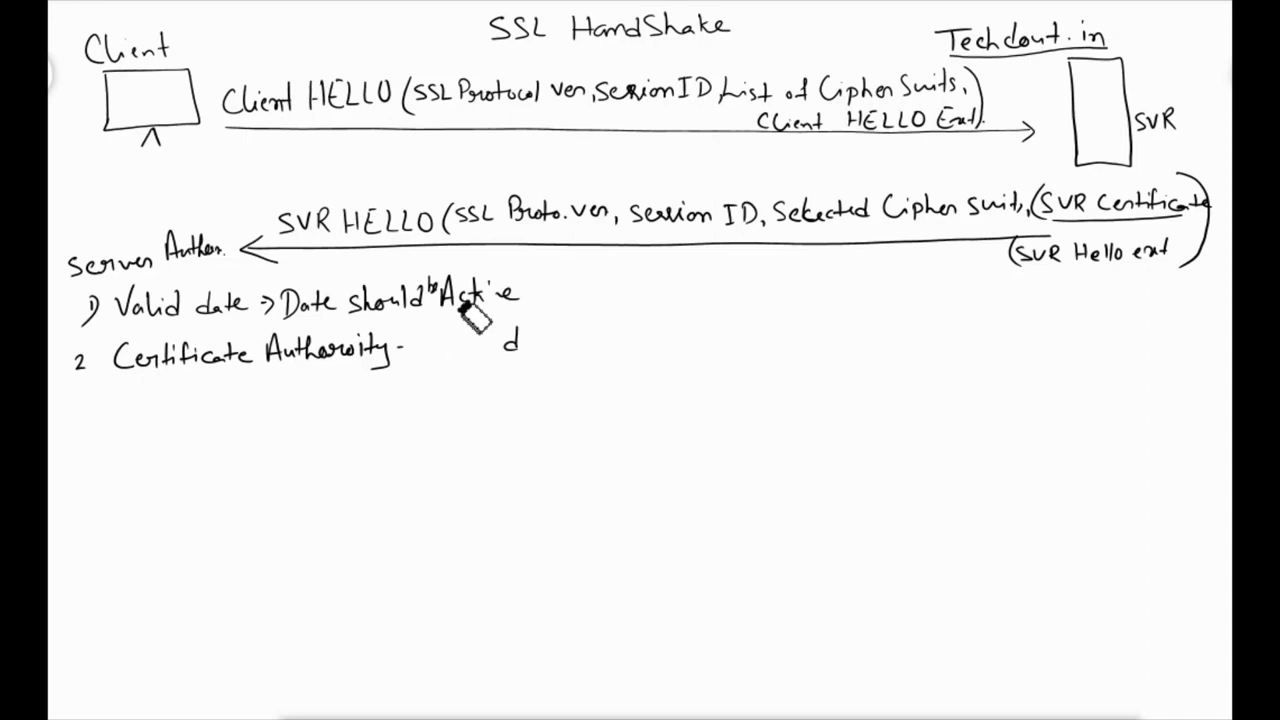 SSL HandShake
Client
Techdout.in
Client HELLO (SSL Protocol Ver, Session ID, List of Cipher Suits,
Client HELLO Ext).
SVR
SVR HELLO (SSL Proto. ver, Session ID, Selected Cipher Suit, (SVR Certificate)
(SVR Hello ext
Server Authen.
1) Valid date => Date should be Active
2 Certificate Authority.
d